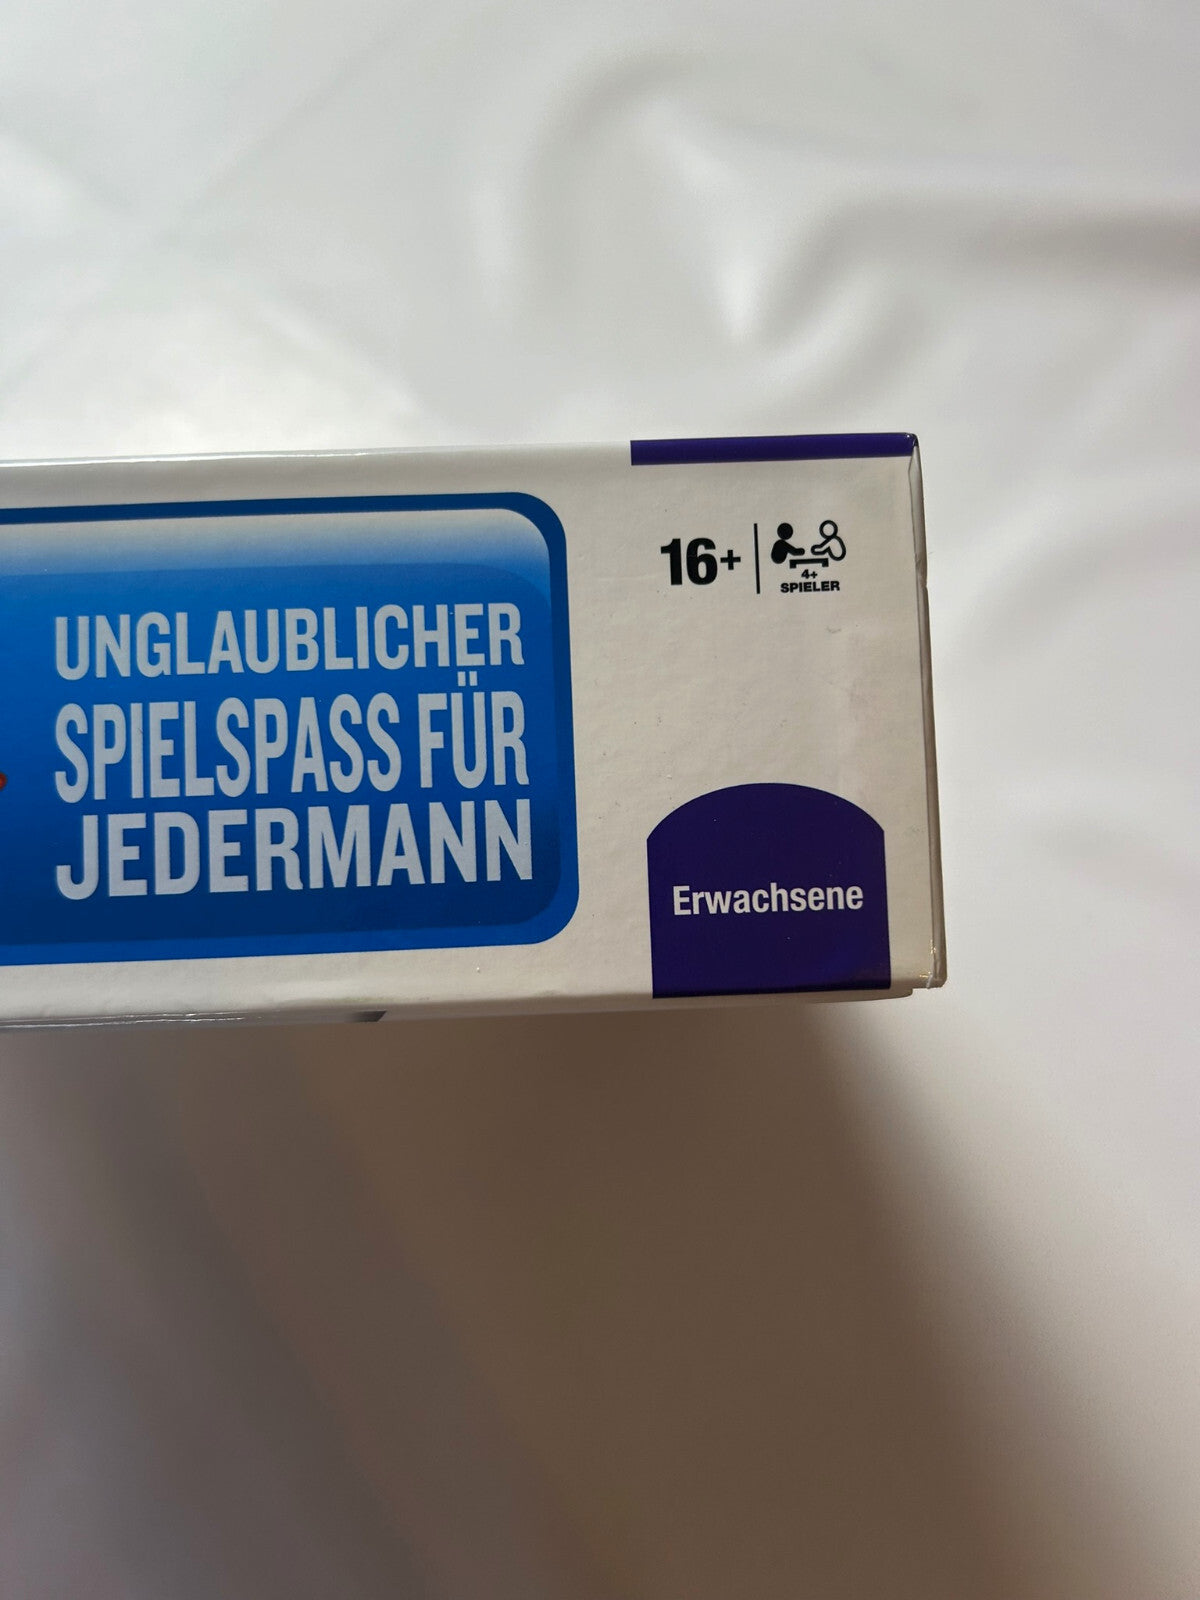 UNGLAUBLICHER
SPIELSPASS FÜR
JEDERMANN
16+
4+
SPIELER
Erwachsene